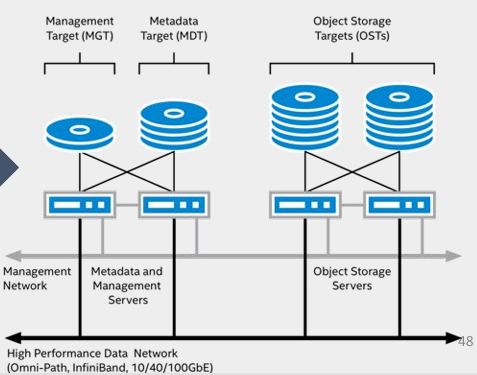 Management
Target (MGT)
Metadata
Target (MDT)
Object Storage
Targets (OSTs)
Management
Network
Metadata and
Management
Servers
Object Storage
Servers
48
High Performance Data Network
(Omni-Path, InfiniBand, 10/40/100GbE)